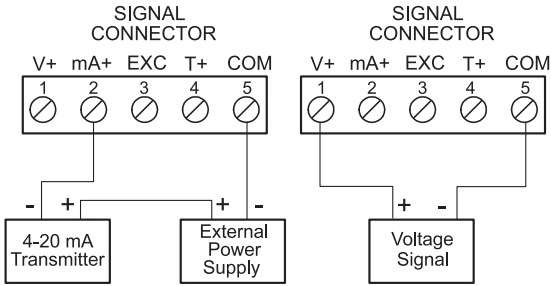 SIGNAL
CONNECTOR
V+ mA+ EXC T+ COM
1 2 3 4 5
- + + -
4-20 mA
Transmitter
External
Power
Supply
SIGNAL
CONNECTOR
V+ mA+ EXC T+ COM
1 2 3 4 5
+ -
Voltage
Signal